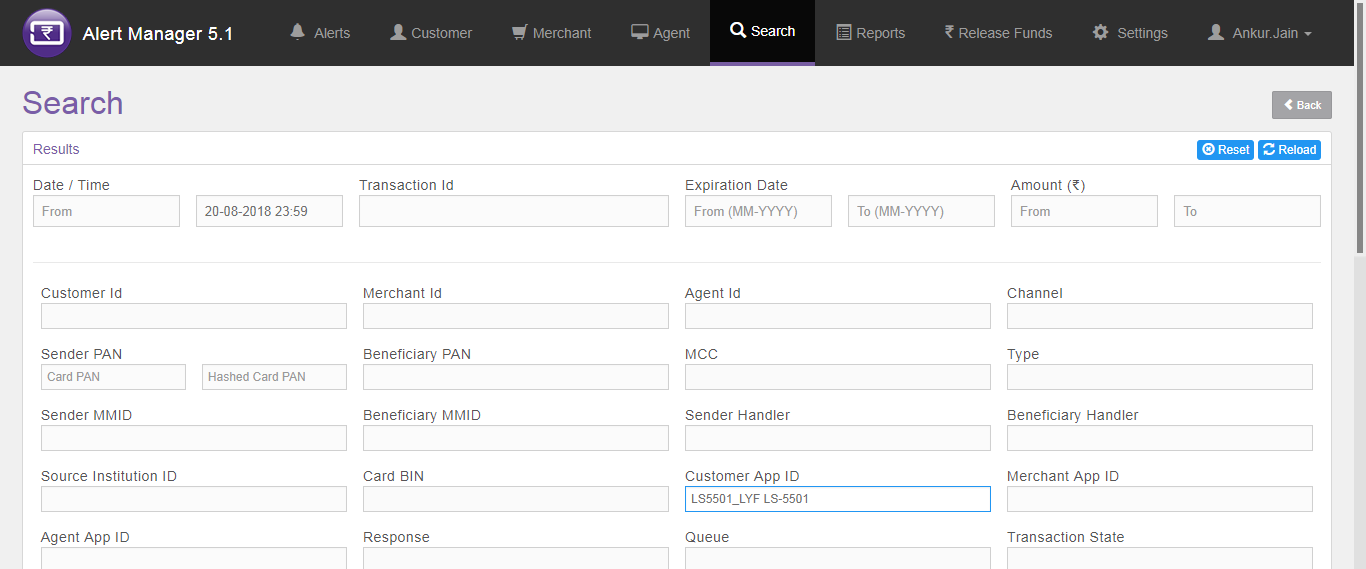 Alert Manager 5.1 Alerts Customer Merchant Agent Search Reports ₹ Release Funds Settings Ankur.Jain
Search
Back
Results
Reset Reload
Date / Time Transaction Id Expiration Date Amount (₹)
From 20-08-2018 23:59 From (MM-YYYY) To (MM-YYYY) From To
Customer Id Merchant Id Agent Id Channel
Sender PAN Beneficiary PAN MCC Type
Card PAN Hashed Card PAN
Sender MMID Beneficiary MMID Sender Handler Beneficiary Handler
Source Institution ID Card BIN Customer App ID Merchant App ID
LS5501_LYF LS-5501
Agent App ID Response Queue Transaction State